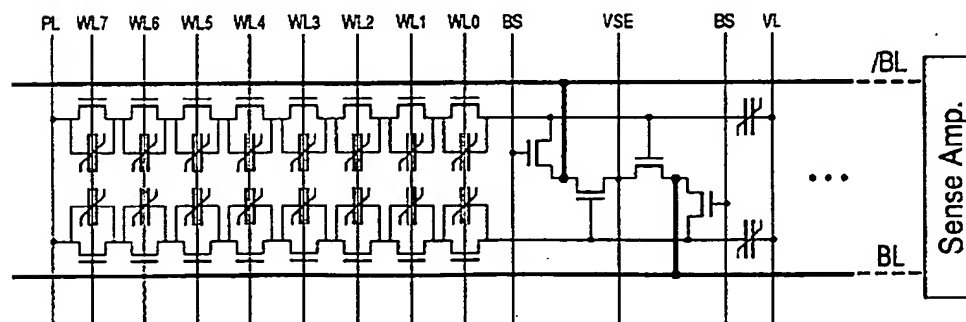 PL WL7 WL6 WL5 WL4 WL3 WL2 WL1 WL0 BS VSE BS VL
/BL
BL
Sense Amp.